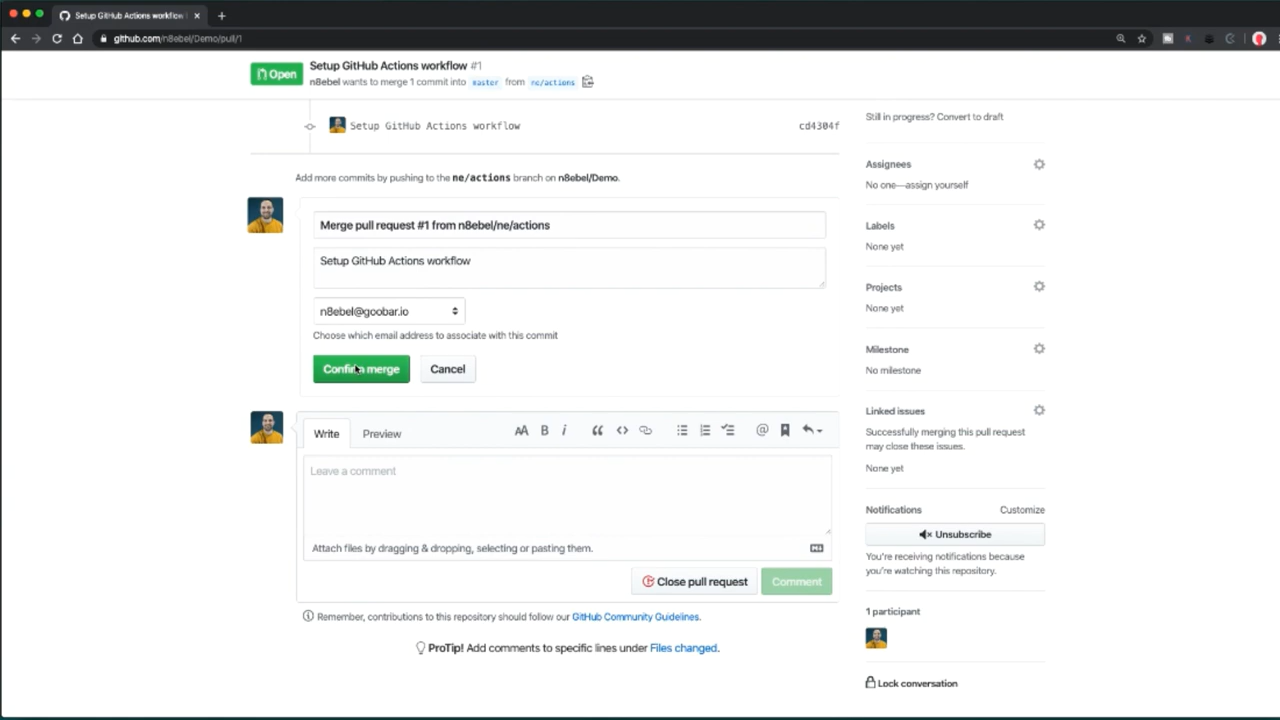 Setup GitHub Actions workflow
github.com/n8ebel/Demo/pull/1
Open
Setup GitHub Actions workflow #1
n8ebel wants to merge 1 commit into master from ne/actions
Setup GitHub Actions workflow cd4304f
Add more commits by pushing to the ne/actions branch on n8ebel/Demo.
Merge pull request #1 from n8ebel/ne/actions
Setup GitHub Actions workflow
n8ebel@goobar.io
Choose which email address to associate with this commit
Confirm merge Cancel
Write Preview
Leave a comment
Attach files by dragging & dropping, selecting or pasting them.
Close pull request Comment
Remember, contributions to this repository should follow our GitHub Community Guidelines.
ProTip! Add comments to specific lines under Files changed.
Still in progress? Convert to draft
Assignees
No one—assign yourself
Labels
None yet
Projects
None yet
Milestone
No milestone
Linked issues
Successfully merging this pull request
may close these issues.
None yet
Notifications Customize
Unsubscribe
You're receiving notifications because
you're watching this repository.
1 participant
Lock conversation